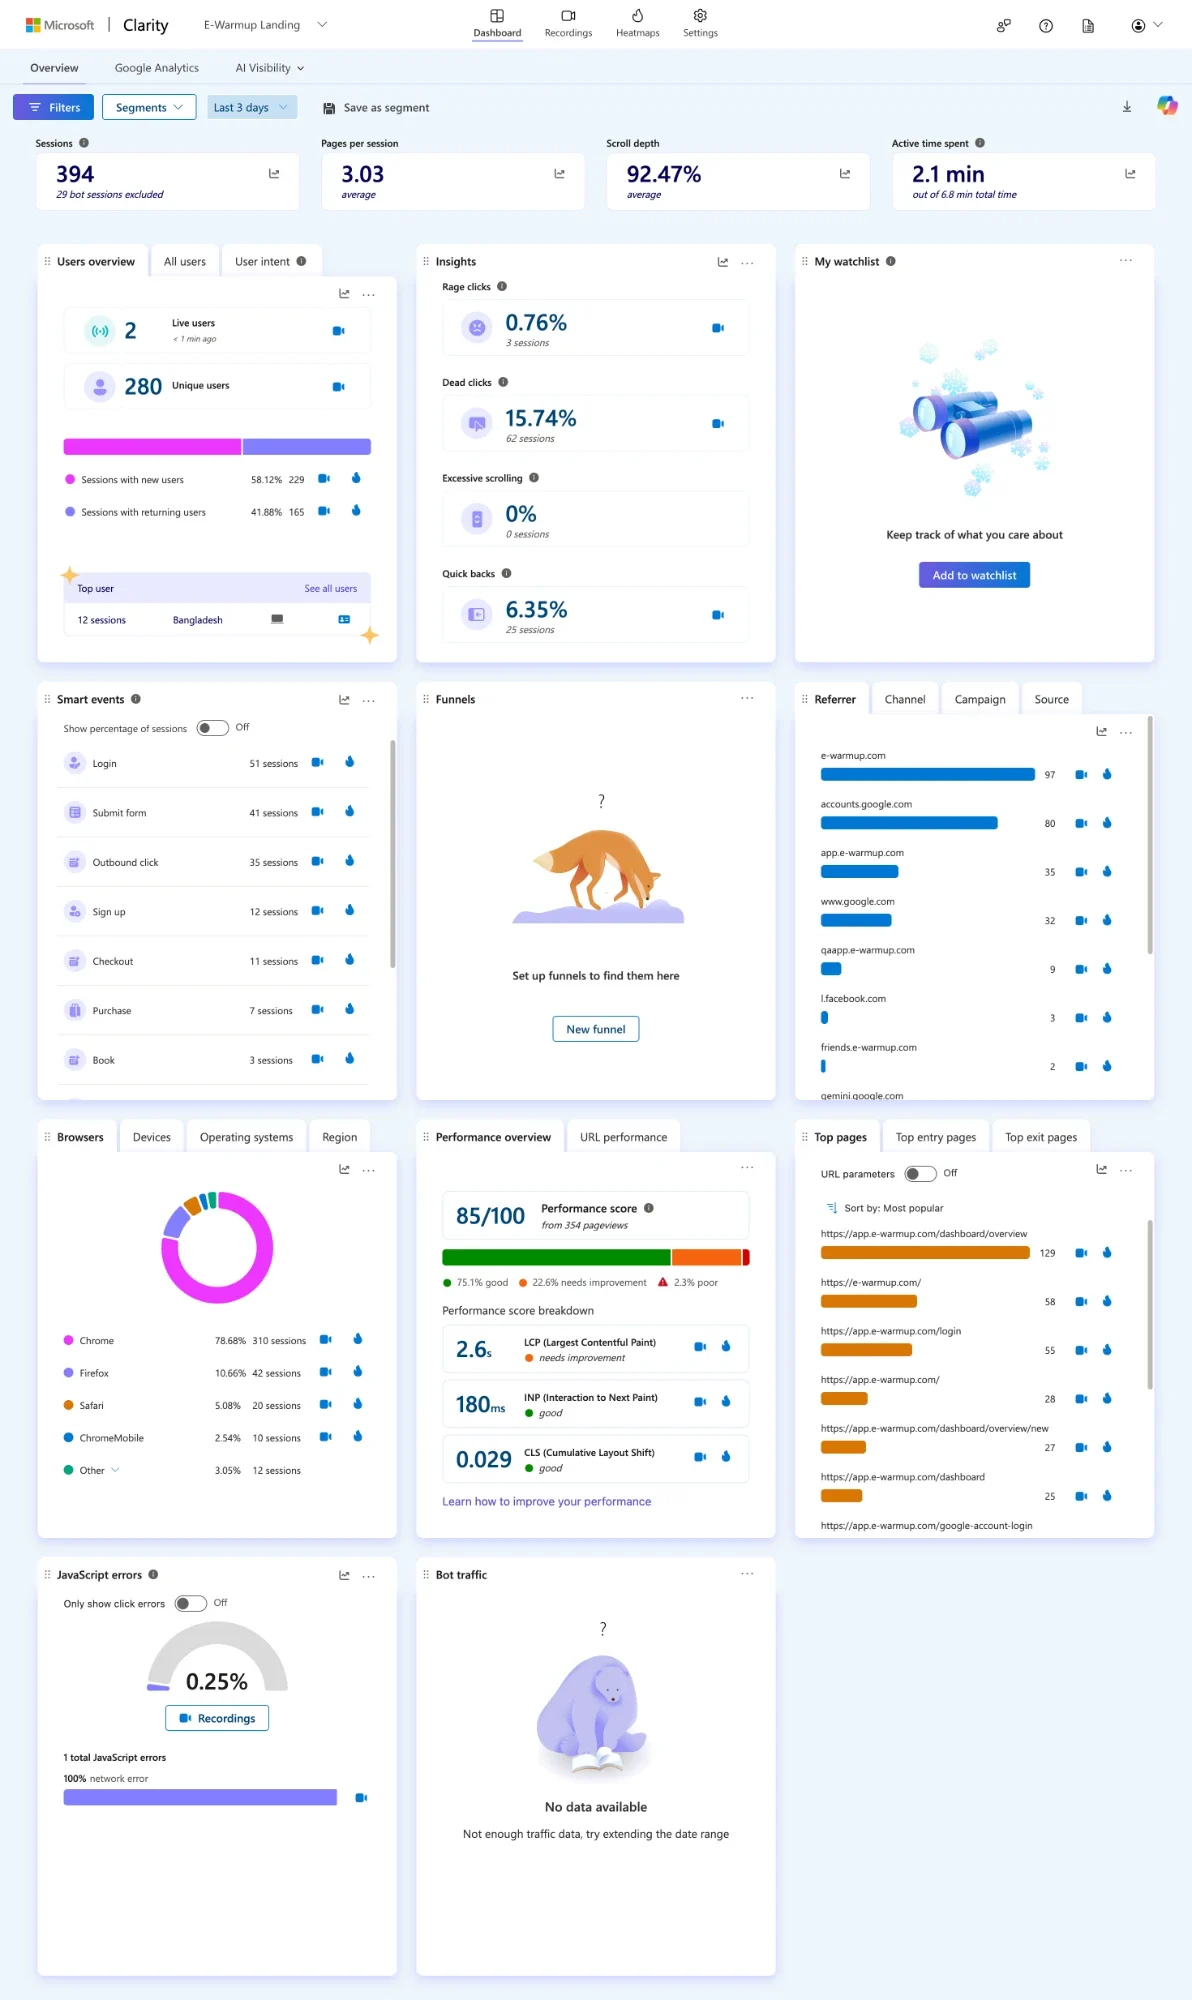 Microsoft | Clarity E-Warmup Landing
Dashboard Recordings Heatmaps Settings
Overview Google Analytics AI Visibility
Filters Segments Last 3 days Save as segment
Sessions
394
29 bot sessions excluded
Pages per session
3.03
average
Scroll depth
92.47%
average
Active time spent
2.1 min
out of 6.8 min total time
Users overview All users User intent
2 Live users
< 1 min ago
280 Unique users
Sessions with new users 58.12% 229
Sessions with returning users 41.88% 165
Top user See all users
12 sessions Bangladesh
Insights
Rage clicks
0.76%
3 sessions
Dead clicks
15.74%
62 sessions
Excessive scrolling
0%
0 sessions
Quick backs
6.35%
25 sessions
My watchlist
Keep track of what you care about
Add to watchlist
Smart events
Show percentage of sessions Off
Login 51 sessions
Submit form 41 sessions
Outbound click 35 sessions
Sign up 12 sessions
Checkout 11 sessions
Purchase 7 sessions
Book 3 sessions
Funnels
?
Set up funnels to find them here
New funnel
Referrer Channel Campaign Source
e-warmup.com
97
accounts.google.com
80
app.e-warmup.com
35
www.google.com
32
qaapp.e-warmup.com
9
l.facebook.com
3
friends.e-warmup.com
2
gemini.google.com
Browsers Devices Operating systems Region
Chrome 78.68% 310 sessions
Firefox 10.66% 42 sessions
Safari 5.08% 20 sessions
ChromeMobile 2.54% 10 sessions
Other 3.05% 12 sessions
Performance overview URL performance
85/100 Performance score
from 354 pageviews
75.1% good 22.6% needs improvement 2.3% poor
Performance score breakdown
2.6s LCP (Largest Contentful Paint)
needs improvement
180ms INP (Interaction to Next Paint)
good
0.029 CLS (Cumulative Layout Shift)
good
Learn how to improve your performance
Top pages Top entry pages Top exit pages
URL parameters Off
Sort by: Most popular
https://app.e-warmup.com/dashboard/overview
129
https://e-warmup.com/
58
https://app.e-warmup.com/login
55
https://app.e-warmup.com/
28
https://app.e-warmup.com/dashboard/overview/new
27
https://app.e-warmup.com/dashboard
25
https://app.e-warmup.com/google-account-login
JavaScript errors
Only show click errors Off
0.25%
Recordings
1 total JavaScript errors
100% network error
Bot traffic
?
No data available
Not enough traffic data, try extending the date range